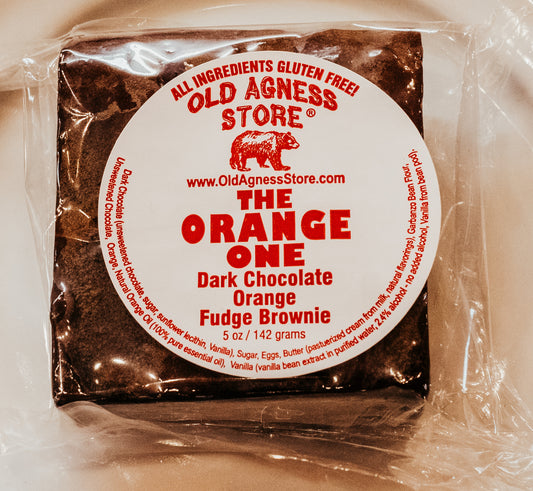 ALL INGREDIENTS GLUTEN FREE!
OLD AGNESS
STORE®
www.OldAgnessStore.com
THE
ORANGE
ONE
Dark Chocolate
Orange
Fudge Brownie
5 oz / 142 grams
Dark Chocolate (unsweetened chocolate, sugar, sunflower lecithin, Vanilla), Sugar, Eggs, Butter (pastuerized cream from milk, natural flavorings), Garbanzo Bean Flour,
Unsweetened Chocolate, Orange, Natural Orange Oil (100% pure essential oil), Vanilla (vanilla bean extract in purified water, 2.4% alcohol - no added alcohol, Vanilla from bean pod).